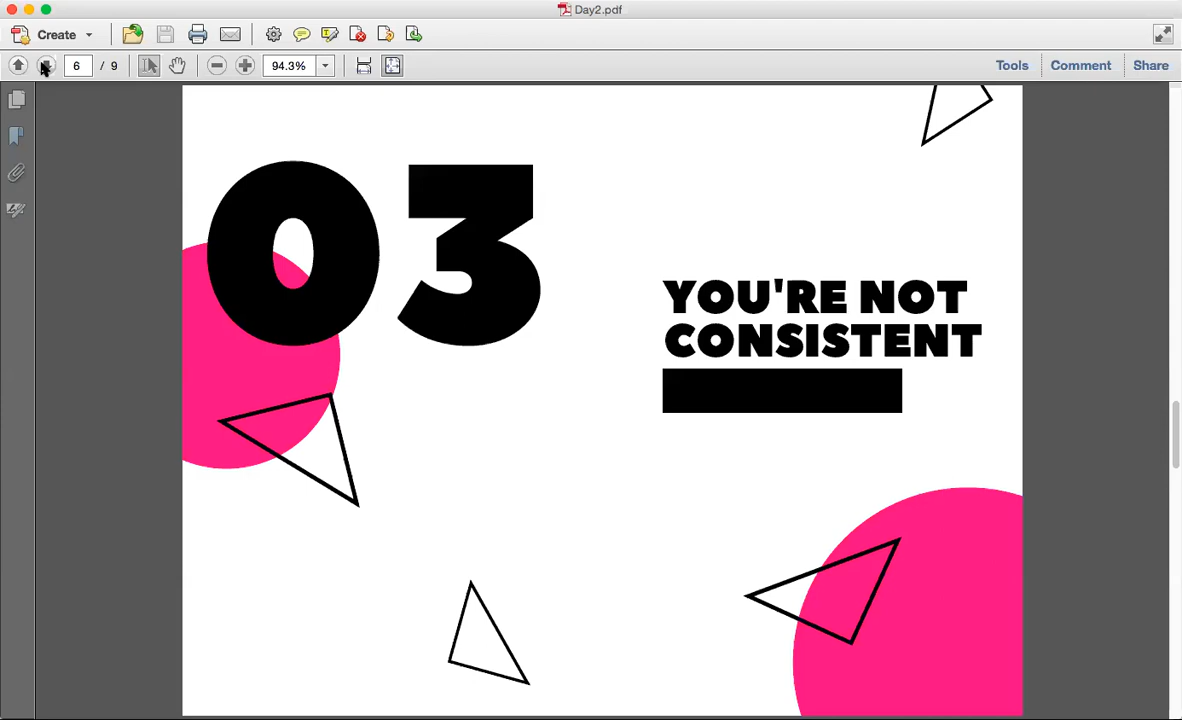 Day2.pdf
Create
6 / 9
94.3%
Tools
Comment
Share
03
YOU'RE NOT
CONSISTENT